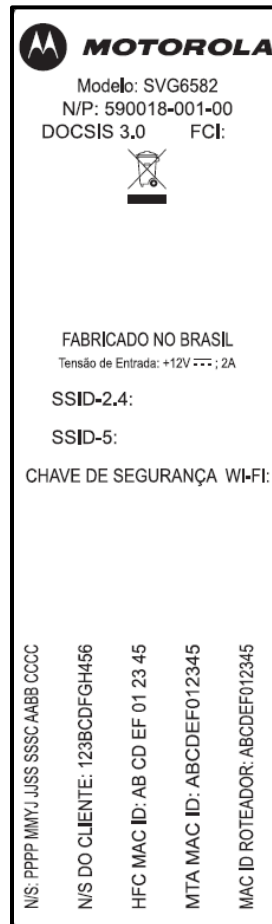 MOTOROLA
Modelo: SVG6582
N/P: 590018-001-00
DOCSIS 3.0 FCI:
FABRICADO NO BRASIL
Tensão de Entrada: +12V ⎓ ; 2A
SSID-2.4:
SSID-5:
CHAVE DE SEGURANÇA WI-FI:
N/S: PPPP MMYJ JJSS SSSC AABB CCCC
N/S DO CLIENTE: 123BCDFGH456
HFC MAC ID: AB CD EF 01 23 45
MTA MAC ID: ABCDEF012345
MAC ID ROTEADOR: ABCDEF012345